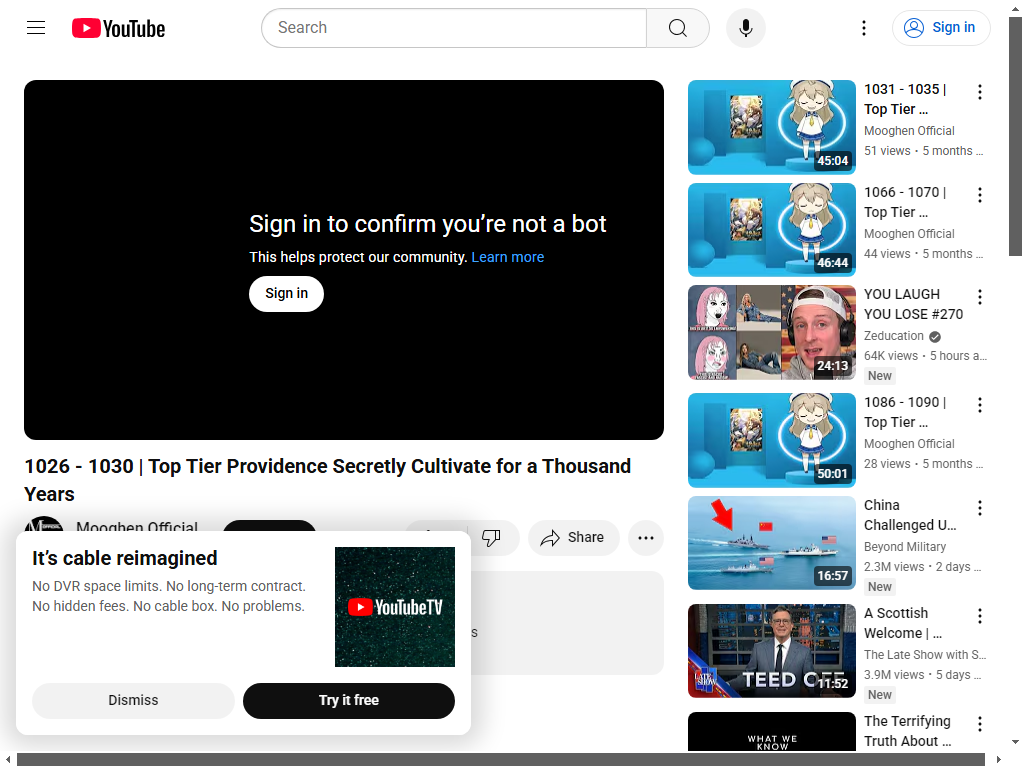 YouTube
Search
Sign in
Sign in to confirm you’re not a bot
This helps protect our community. Learn more
Sign in
1026 - 1030 | Top Tier Providence Secretly Cultivate for a Thousand
Years
Mooghen Official
Share
It’s cable reimagined
No DVR space limits. No long-term contract.
No hidden fees. No cable box. No problems.
YouTubeTV
Dismiss
Try it free
45:04
1031 - 1035 |
Top Tier …
Mooghen Official
51 views • 5 months …
46:44
1066 - 1070 |
Top Tier …
Mooghen Official
44 views • 5 months …
24:13
YOU LAUGH
YOU LOSE #270
Zeducation
64K views • 5 hours a…
New
50:01
1086 - 1090 |
Top Tier …
Mooghen Official
28 views • 5 months …
16:57
China
Challenged U…
Beyond Military
2.3M views • 2 days …
New
LATE SHOW
TEED OFF
11:52
A Scottish
Welcome | …
The Late Show with S…
3.9M views • 5 days …
New
WHAT WE
KNOW
The Terrifying
Truth About …